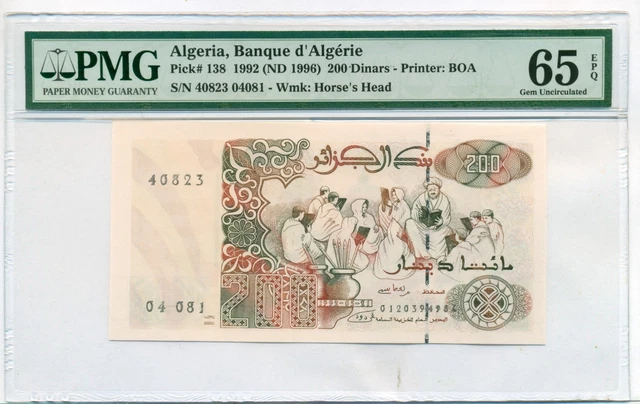 PMG
PAPER MONEY GUARANTY
Algeria, Banque d'Algérie
Pick# 138 1992 (ND 1996) 200 Dinars - Printer: BOA
S/N 40823 04081 - Wmk: Horse's Head
65 EPQ
Gem Uncirculated
بنك الجزائر
200
40823
مائتا دينار
المحافظ
04 081
200